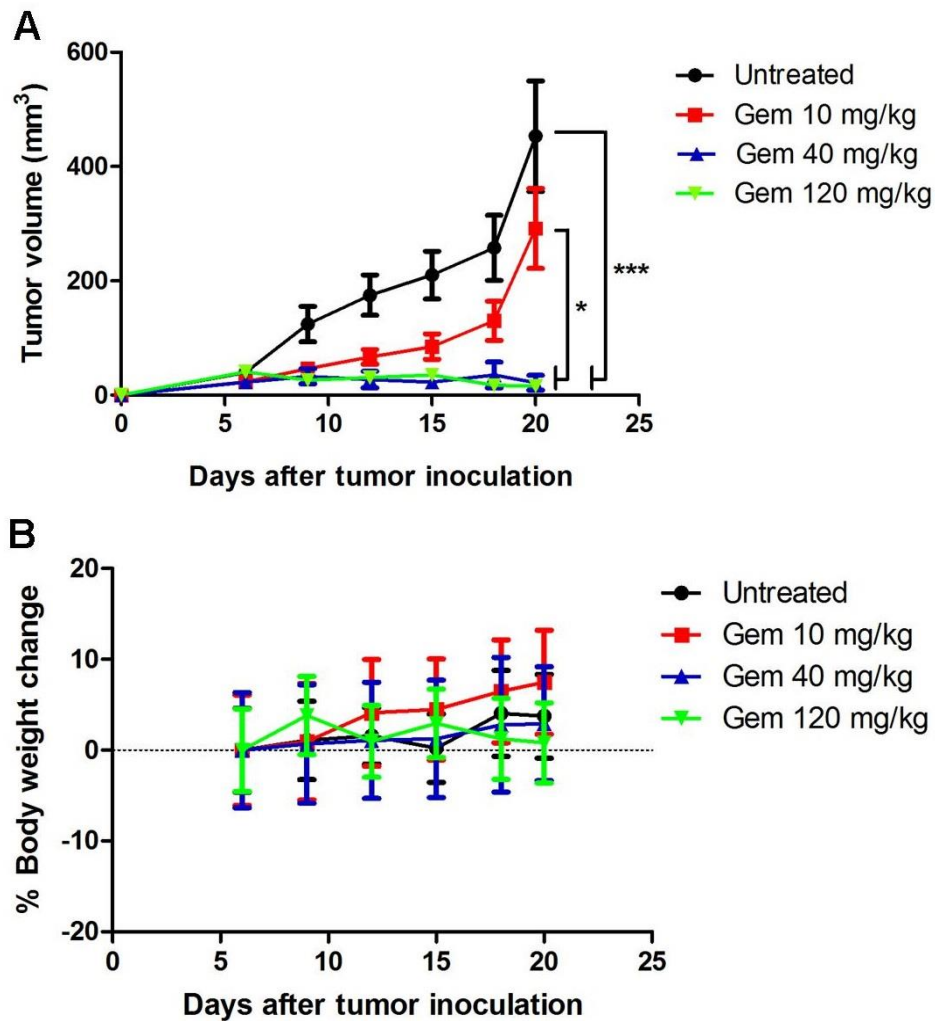 A
Tumor volume (mm³)
600
400
200
0
0 5 10 15 20 25
Days after tumor inoculation
Untreated
Gem 10 mg/kg
Gem 40 mg/kg
Gem 120 mg/kg
*
***
B
% Body weight change
20
10
0
-10
-20
0 5 10 15 20 25
Days after tumor inoculation
Untreated
Gem 10 mg/kg
Gem 40 mg/kg
Gem 120 mg/kg